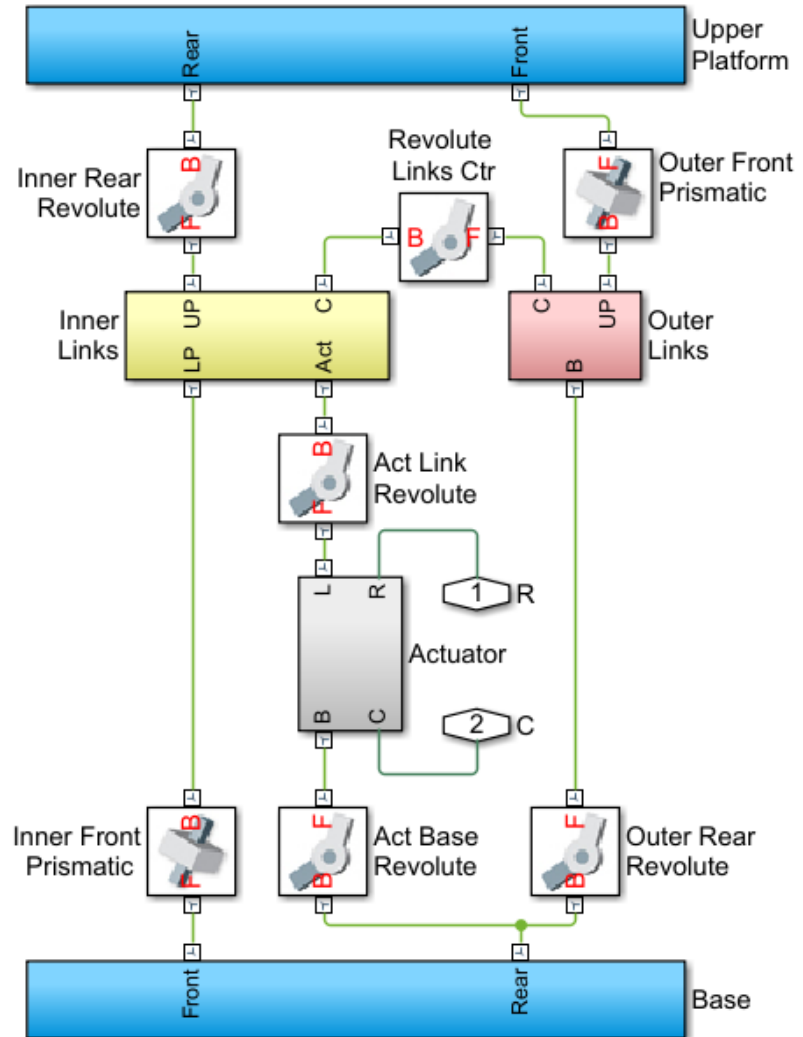 Upper
Platform
Rear
Front
B
F
Inner Rear
Revolute
Revolute
Links Ctr
B
F
F
B
Outer Front
Prismatic
Inner
Links
UP
C
LP
Act
C
UP
B
Outer
Links
B
F
Act Link
Revolute
L
R
B
C
Actuator
1
R
2
C
Inner Front
Prismatic
B
F
F
B
Act Base
Revolute
F
B
Outer Rear
Revolute
Front
Rear
Base